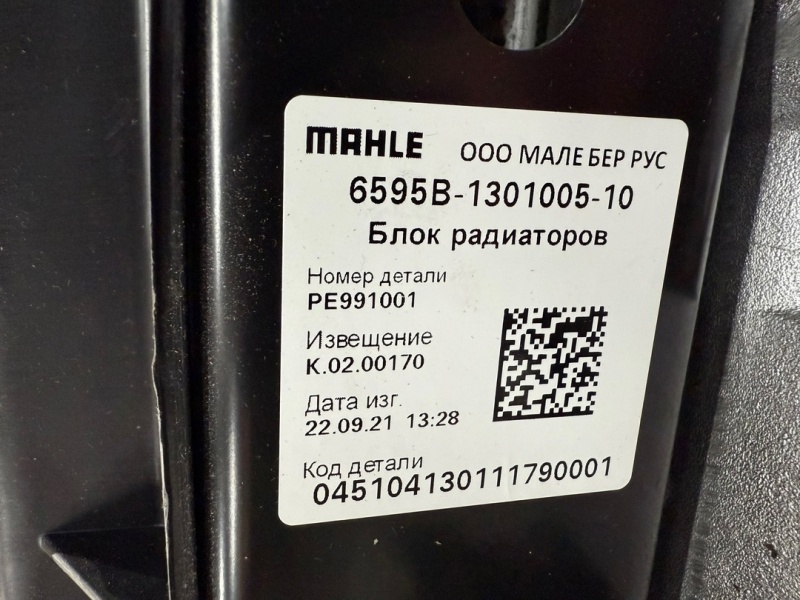 MAHLE ООО МАЛЕ БЕР РУС
6595В-1301005-10
Блок радиаторов
Номер детали
PE991001
Извещение
К.02.00170
Дата изг.
22.09.21 13:28
Код детали
045104130111790001